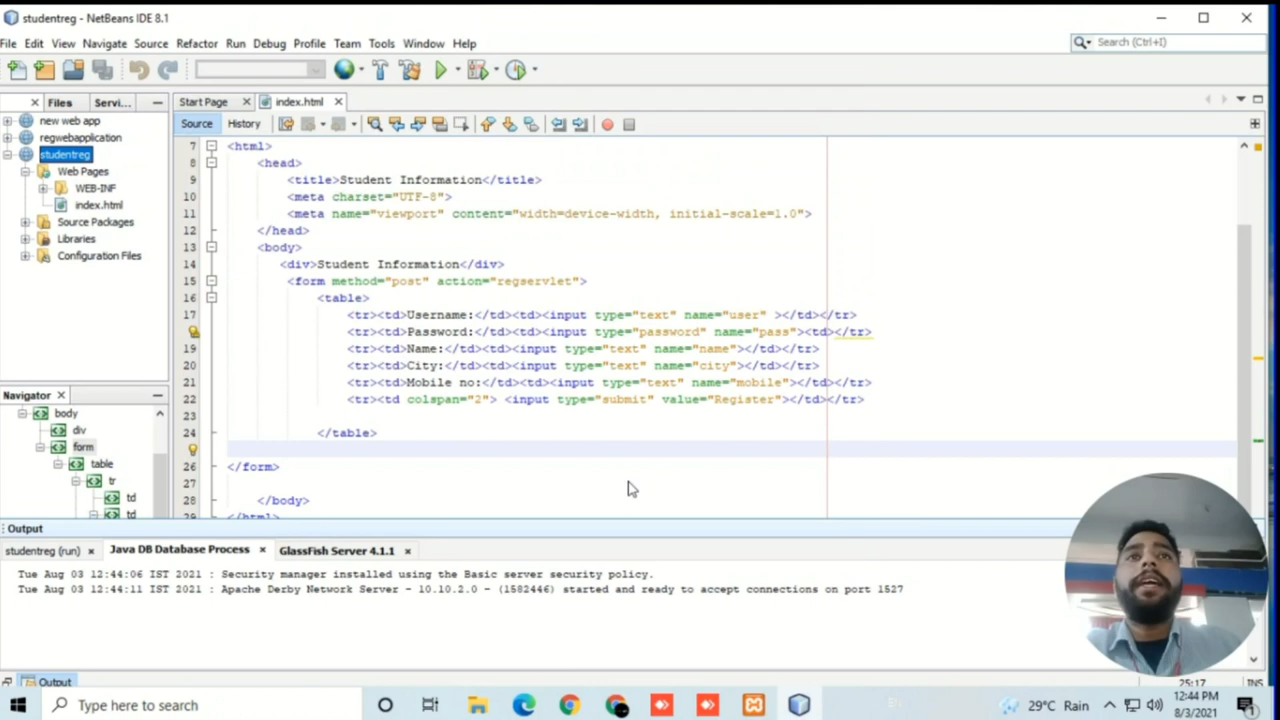 studentreg - NetBeans IDE 8.1
File Edit View Navigate Source Refactor Run Debug Profile Team Tools Window Help
Search (Ctrl+I)
Files Servi...
Start Page index.html
new web app
regwebapplication
studentreg
Web Pages
WEB-INF
index.html
Source Packages
Libraries
Configuration Files
Source History
7 <html>
8 <head>
9 <title>Student Information</title>
10 <meta charset="UTF-8">
11 <meta name="viewport" content="width=device-width, initial-scale=1.0">
12 </head>
13 <body>
14 <div>Student Information</div>
15 <form method="post" action="regservlet">
16 <table>
17 <tr><td>Username:</td><td><input type="text" name="user" ></td></tr>
<tr><td>Password:</td><td><input type="password" name="pass"><td></tr>
19 <tr><td>Name:</td><td><input type="text" name="name"></td></tr>
20 <tr><td>City:</td><td><input type="text" name="city"></td></tr>
21 <tr><td>Mobile no:</td><td><input type="text" name="mobile"></td></tr>
22 <tr><td colspan="2"> <input type="submit" value="Register"></td></tr>
23
24 </table>
26 </form>
27
28 </body>
29 </html>
Navigator
body
div
form
table
tr
td
td
Output
studentreg (run) Java DB Database Process GlassFish Server 4.1.1
Tue Aug 03 12:44:06 IST 2021 : Security manager installed using the Basic server security policy.
Tue Aug 03 12:44:11 IST 2021 : Apache Derby Network Server - 10.10.2.0 - (1582446) started and ready to accept connections on port 1527
Output
25:17 INS
Type here to search
29°C Rain
12:44 PM
8/3/2021
1